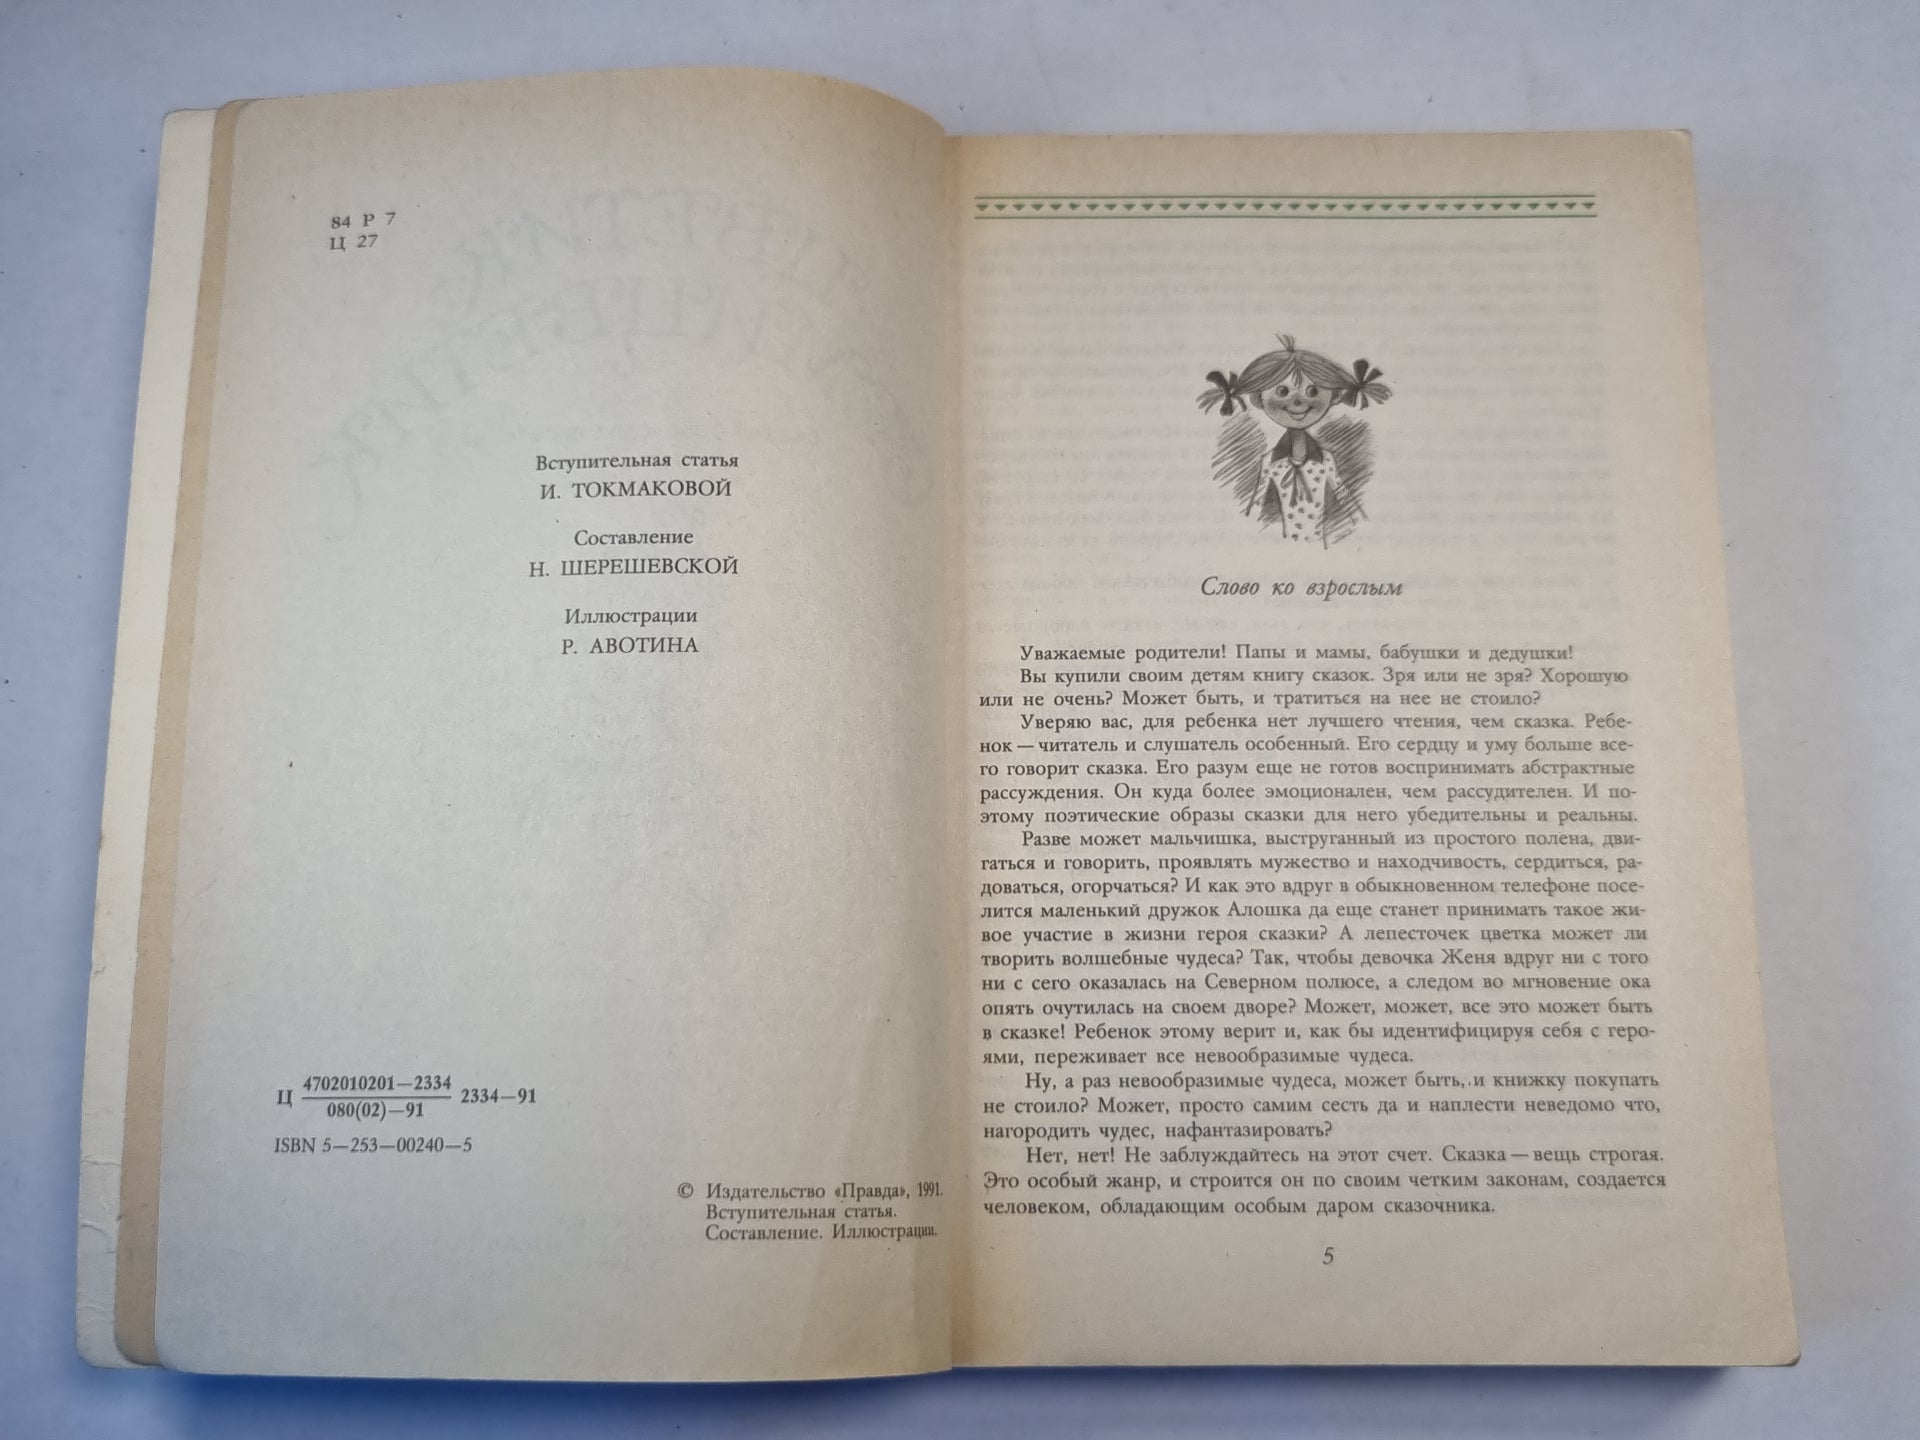 84 Р 7
Ц 27
Вступительная статья
И. ТОКМАКОВОЙ
Составление
Н. ШЕРЕШЕВСКОЙ
Иллюстрации
Р. АВОТИНА
Ц 4702010201—2334 2334—91
080(02)—91
ISBN 5—253—00240—5
© Издательство «Правда», 1991.
Вступительная статья.
Составление. Иллюстрации.
Слово ко взрослым
Уважаемые родители! Папы и мамы, бабушки и дедушки!
Вы купили своим детям книгу сказок. Зря или не зря? Хорошую
или не очень? Может быть, и тратиться на нее не стоило?
Уверяю вас, для ребенка нет лучшего чтения, чем сказка. Ребе-
нок — читатель и слушатель особенный. Его сердцу и уму больше все-
го говорит сказка. Его разум еще не готов воспринимать абстрактные
рассуждения. Он куда более эмоционален, чем рассудителен. И по-
этому поэтические образы сказки для него убедительны и реальны.
Разве может мальчишка, выструганный из простого полена, дви-
гаться и говорить, проявлять мужество и находчивость, сердиться, ра-
доваться, огорчаться? И как это вдруг в обыкновенном телефоне посе-
лится маленький дружок Алошка да еще станет принимать такое жи-
вое участие в жизни героя сказки? А лепесточек цветка может ли
творить волшебные чудеса? Так, чтобы девочка Женя вдруг ни с того
ни с сего оказалась на Северном полюсе, а следом во мгновение ока
опять очутилась на своем дворе? Может, может, все это может быть
в сказке! Ребенок этому верит и, как бы идентифицируя себя с геро-
ями, переживает все невообразимые чудеса.
Ну, а раз невообразимые чудеса, может быть, и книжку покупать
не стоило? Может, просто самим сесть да и наплести неведомо что,
нагородить чудес, нафантазировать?
Нет, нет! Не заблуждайтесь на этот счет. Сказка — вещь строгая.
Это особый жанр, и строится он по своим четким законам, создается
человеком, обладающим особым даром сказочника.
5